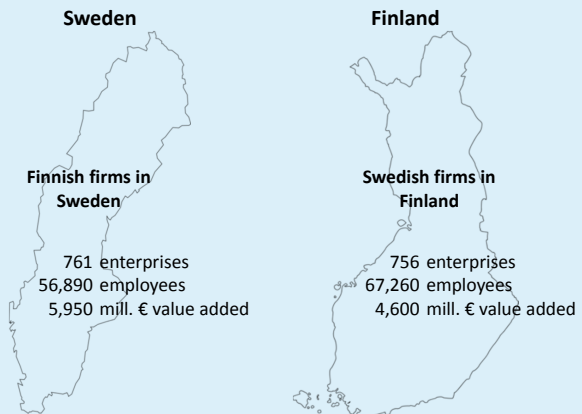 Sweden
Finnish firms in
Sweden
761 enterprises
56,890 employees
5,950 mill. € value added
Finland
Swedish firms in
Finland
756 enterprises
67,260 employees
4,600 mill. € value added